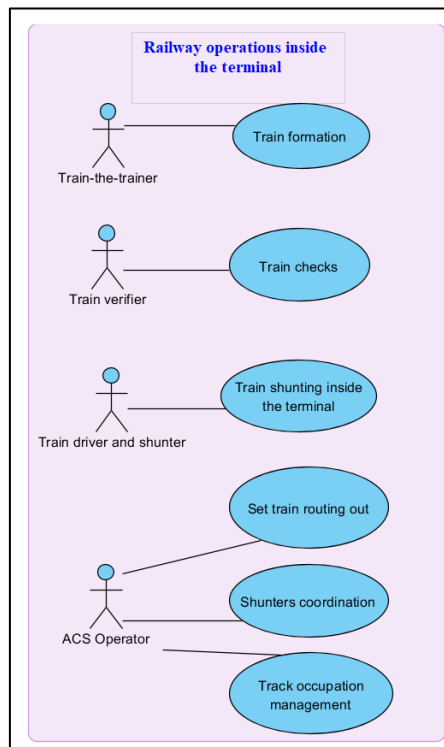 Railway operations inside
the terminal
Train formation
Train-the-trainer
Train checks
Train verifier
Train shunting inside
the terminal
Train driver and shunter
Set train routing out
Shunters coordination
ACS Operator
Track occupation
management